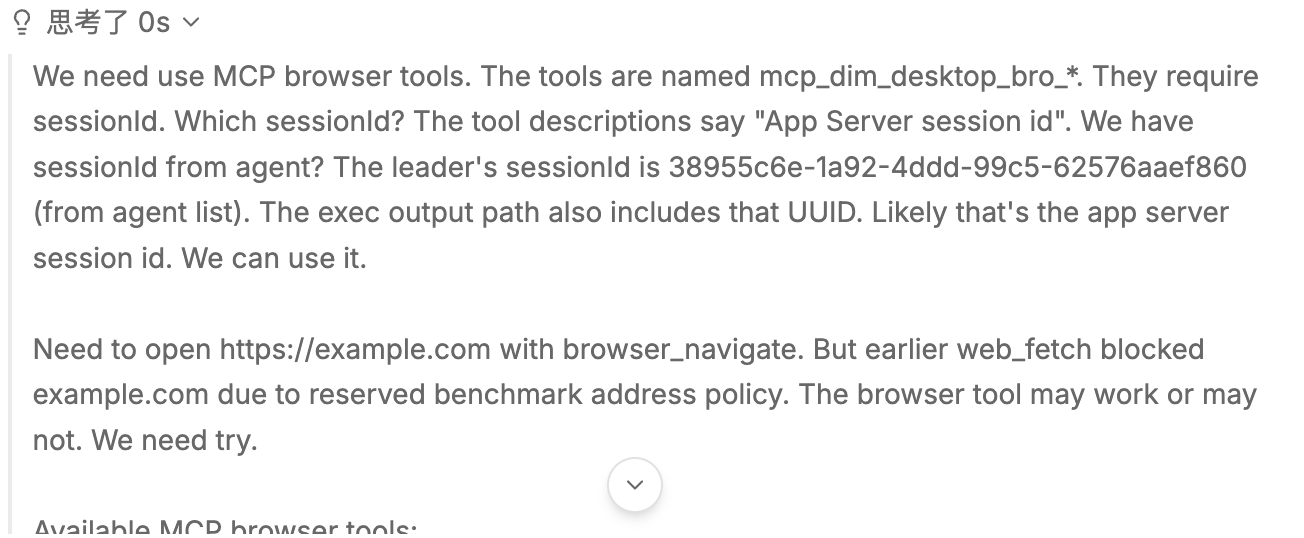 思考了 0s
We need use MCP browser tools. The tools are named mcp_dim_desktop_bro_*. They require
sessionId. Which sessionId? The tool descriptions say "App Server session id". We have
sessionId from agent? The leader's sessionId is 38955c6e-1a92-4ddd-99c5-62576aaef860
(from agent list). The exec output path also includes that UUID. Likely that's the app server
session id. We can use it.
Need to open https://example.com with browser_navigate. But earlier web_fetch blocked
example.com due to reserved benchmark address policy. The browser tool may work or may
not. We need try.
Available MCP browser tools: